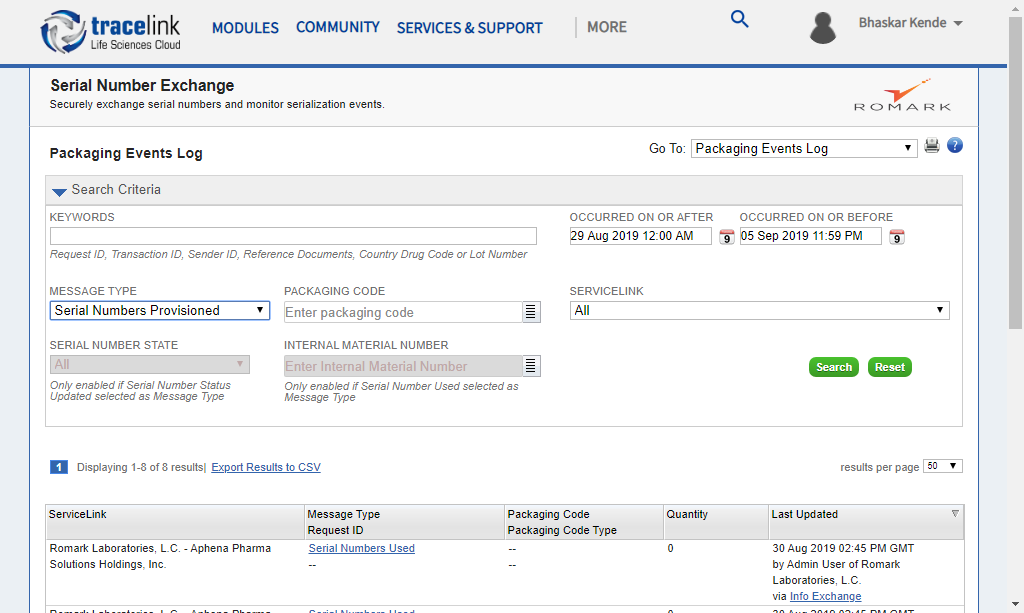 tracelink
Life Sciences Cloud
MODULES COMMUNITY SERVICES & SUPPORT MORE
Bhaskar Kende
Serial Number Exchange
Securely exchange serial numbers and monitor serialization events.
ROMARK
Packaging Events Log
Go To: Packaging Events Log
?
Search Criteria
KEYWORDS
OCCURRED ON OR AFTER OCCURRED ON OR BEFORE
29 Aug 2019 12:00 AM 9 05 Sep 2019 11:59 PM 9
Request ID, Transaction ID, Sender ID, Reference Documents, Country Drug Code or Lot Number
MESSAGE TYPE PACKAGING CODE SERVICELINK
Serial Numbers Provisioned Enter packaging code All
SERIAL NUMBER STATE INTERNAL MATERIAL NUMBER
All Enter Internal Material Number
Search Reset
Only enabled if Serial Number Status
Updated selected as Message Type
Only enabled if Serial Number Used selected as
Message Type
1 Displaying 1-8 of 8 results| Export Results to CSV results per page 50
ServiceLink Message Type Packaging Code Quantity Last Updated
Request ID Packaging Code Type
Romark Laboratories, L.C. - Aphena Pharma Serial Numbers Used -- 0 30 Aug 2019 02:45 PM GMT
Solutions Holdings, Inc. -- -- by Admin User of Romark
Laboratories, L.C.
via Info Exchange
Romark Laboratories, L.C. - Aphena Pharma Serial Numbers Used -- 0 30 Aug 2019 02:45 PM GMT